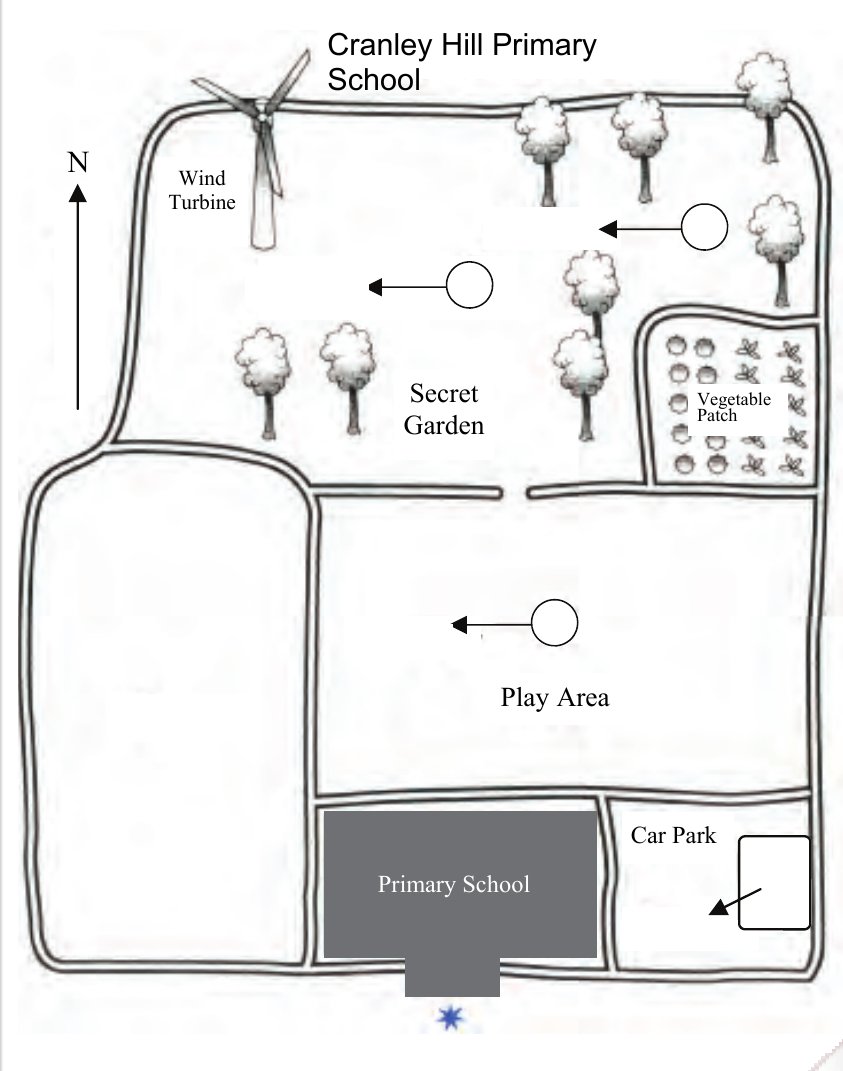 Cranley Hill Primary
School
N
Wind
Turbine
Secret
Garden
Vegetable
Patch
Play Area
Car Park
Primary School